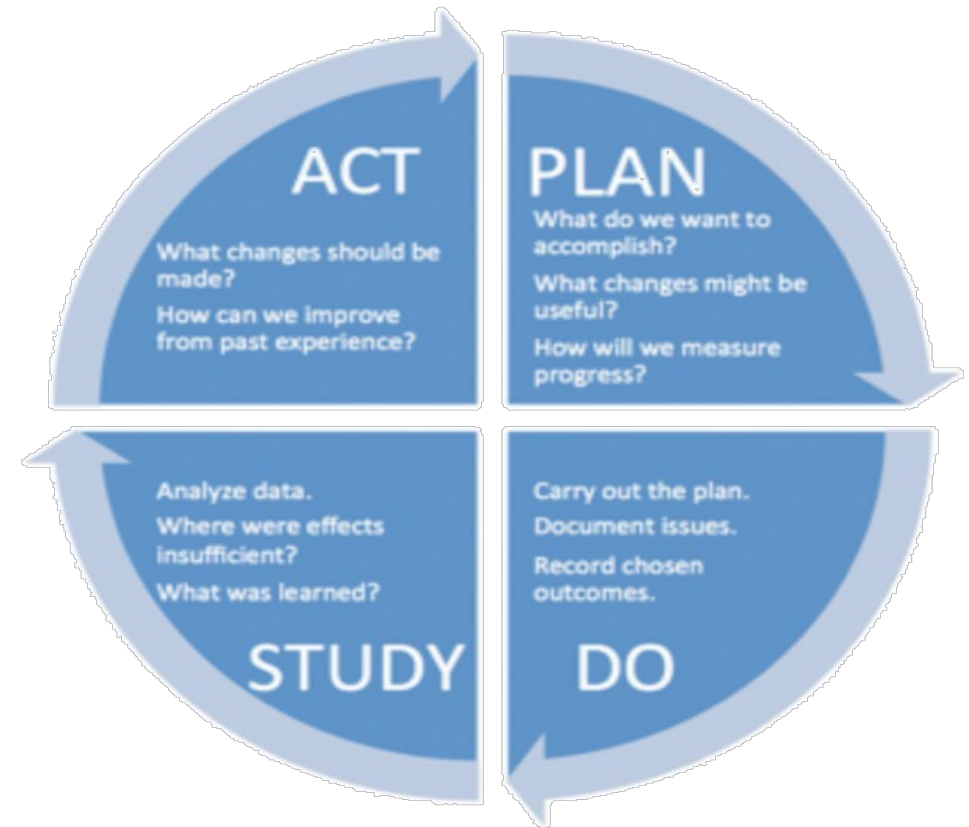 ACT
What changes should be
made?
How can we improve
from past experience?
PLAN
What do we want to
accomplish?
What changes might be
useful?
How will we measure
progress?
Analyze data.
Where were effects
insufficient?
What was learned?
STUDY
Carry out the plan.
Document issues.
Record chosen
outcomes.
DO